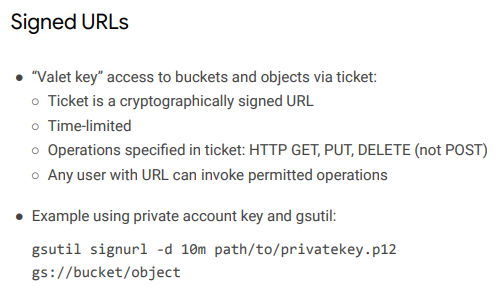 Signed URLs
● “Valet key” access to buckets and objects via ticket:
○ Ticket is a cryptographically signed URL
○ Time-limited
○ Operations specified in ticket: HTTP GET, PUT, DELETE (not POST)
○ Any user with URL can invoke permitted operations
● Example using private account key and gsutil:
gsutil signurl -d 10m path/to/privatekey.p12
gs://bucket/object